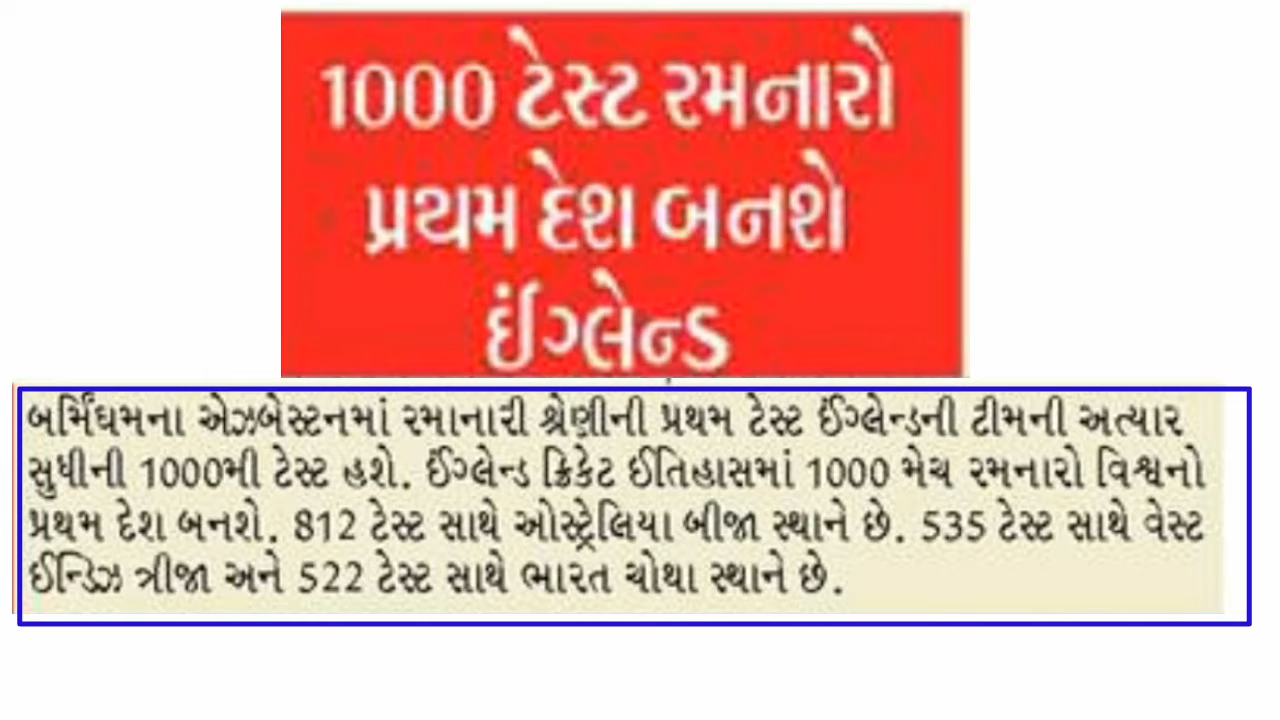 1000 ટેસ્ટ રમનારો
પ્રથમ દેશ બનશે
ઈંગ્લેન્ડ
બર્મિંઘમના એઝબેસ્ટનમાં રમાનારી શ્રેણીની પ્રથમ ટેસ્ટ ઈંગ્લેન્ડની ટીમની અત્યાર
સુધીની 1000મી ટેસ્ટ હશે. ઈંગ્લેન્ડ ક્રિકેટ ઈતિહાસમાં 1000 મેચ રમનારો વિશ્વનો
પ્રથમ દેશ બનશે. 812 ટેસ્ટ સાથે ઓસ્ટ્રેલિયા બીજા સ્થાને છે. 535 ટેસ્ટ સાથે વેસ્ટ
ઈન્ડિઝ ત્રીજા અને 522 ટેસ્ટ સાથે ભારત ચોથા સ્થાને છે.